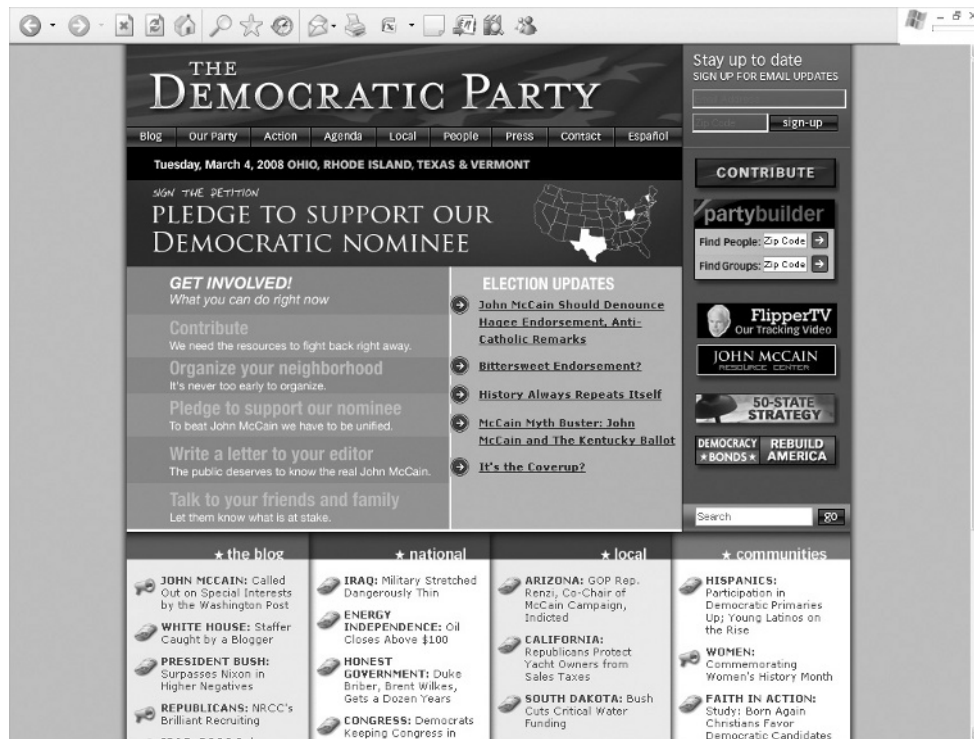 THE
DEMOCRATIC PARTY
Stay up to date
SIGN UP FOR EMAIL UPDATES
Zip Code
sign-up
Blog Our Party Action Agenda Local People Press Contact Español
Tuesday, March 4, 2008 OHIO, RHODE ISLAND, TEXAS & VERMONT
SIGN THE PETITION
PLEDGE TO SUPPORT OUR
DEMOCRATIC NOMINEE
CONTRIBUTE
partybuilder
Find People: Zip Code
Find Groups: Zip Code
GET INVOLVED!
What you can do right now
Contribute
We need the resources to fight back right away.
Organize your neighborhood
It's never too early to organize.
Pledge to support our nominee
To beat John McCain we have to be unified.
Write a letter to your editor
The public deserves to know the real John McCain.
Talk to your friends and family
Let them know what is at stake.
ELECTION UPDATES
John McCain Should Denounce
Hagee Endorsement, Anti-
Catholic Remarks
Bittersweet Endorsement?
History Always Repeats Itself
McCain Myth Buster: John
McCain and The Kentucky Ballot
It's the Coverup?
FlipperTV
Our Tracking Video
JOHN MCCAIN
RESOURCE CENTER
50-STATE
STRATEGY
DEMOCRACY
★BONDS★
REBUILD
AMERICA
Search go
★ the blog
JOHN MCCAIN: Called
Out on Special Interests
by the Washington Post
WHITE HOUSE: Staffer
Caught by a Blogger
PRESIDENT BUSH:
Surpasses Nixon in
Higher Negatives
REPUBLICANS: NRCC's
Brilliant Recruiting
★ national
IRAQ: Military Stretched
Dangerously Thin
ENERGY
INDEPENDENCE: Oil
Closes Above $100
HONEST
GOVERNMENT: Duke
Briber, Brent Wilkes,
Gets a Dozen Years
CONGRESS: Democrats
Keeping Congress in
★ local
ARIZONA: GOP Rep.
Renzi, Co-Chair of
McCain Campaign,
Indicted
CALIFORNIA:
Republicans Protect
Yacht Owners from
Sales Taxes
SOUTH DAKOTA: Bush
Cuts Critical Water
Funding
★ communities
HISPANICS:
Participation in
Democratic Primaries
Up; Young Latinos on
the Rise
WOMEN:
Commemorating
Women's History Month
FAITH IN ACTION:
Study: Born Again
Christians Favor
Democratic Candidates